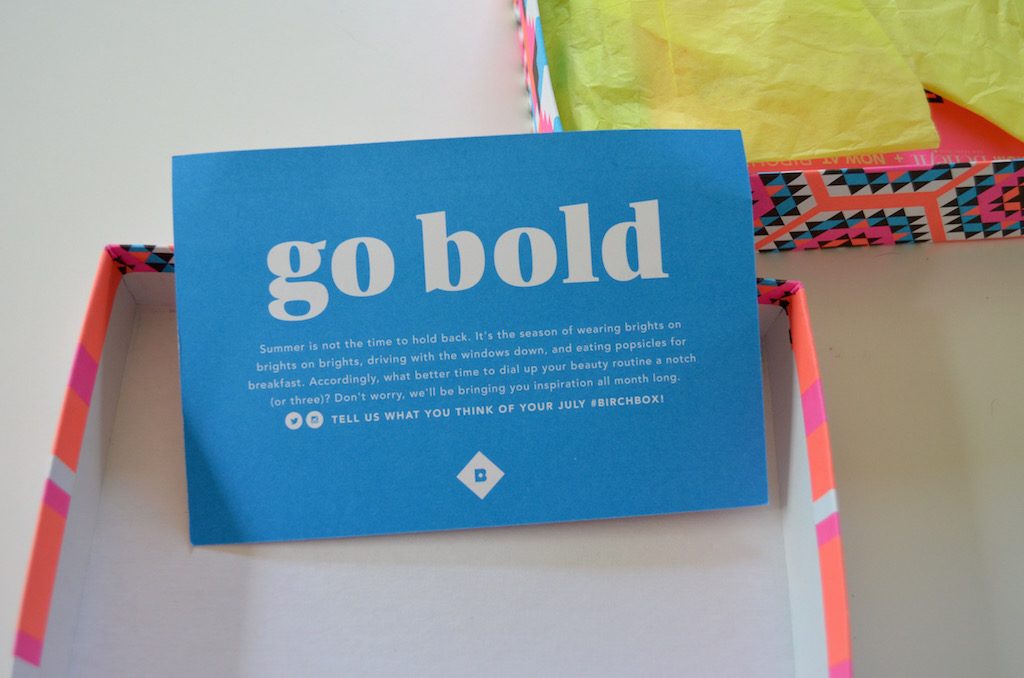 go bold
Summer is not the time to hold back. It's the season of wearing brights on
brights on brights, driving with the windows down, and eating popsicles for
breakfast. Accordingly, what better time to dial up your beauty routine a notch
(or three)? Don't worry, we'll be bringing you inspiration all month long.
TELL US WHAT YOU THINK OF YOUR JULY #BIRCHBOX!
B
NOW AT